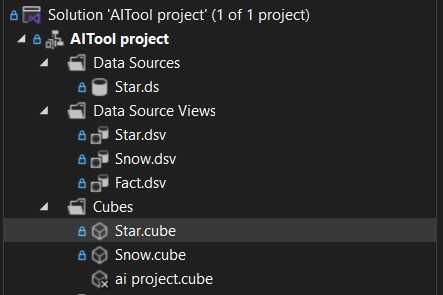 Solution 'AITool project' (1 of 1 project)
AITool project
Data Sources
Star.ds
Data Source Views
Star.dsv
Snow.dsv
Fact.dsv
Cubes
Star.cube
Snow.cube
ai project.cube